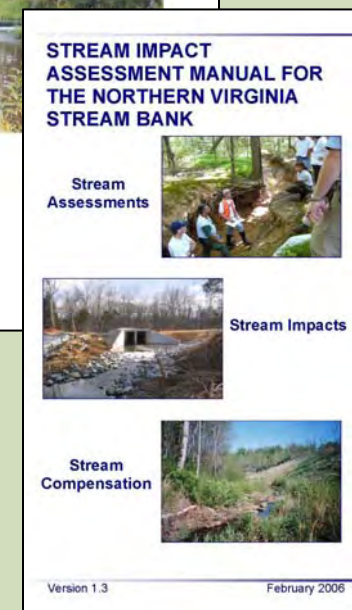 STREAM IMPACT
ASSESSMENT MANUAL FOR
THE NORTHERN VIRGINIA
STREAM BANK
Stream
Assessments
Stream Impacts
Stream
Compensation
Version 1.3
February 2006